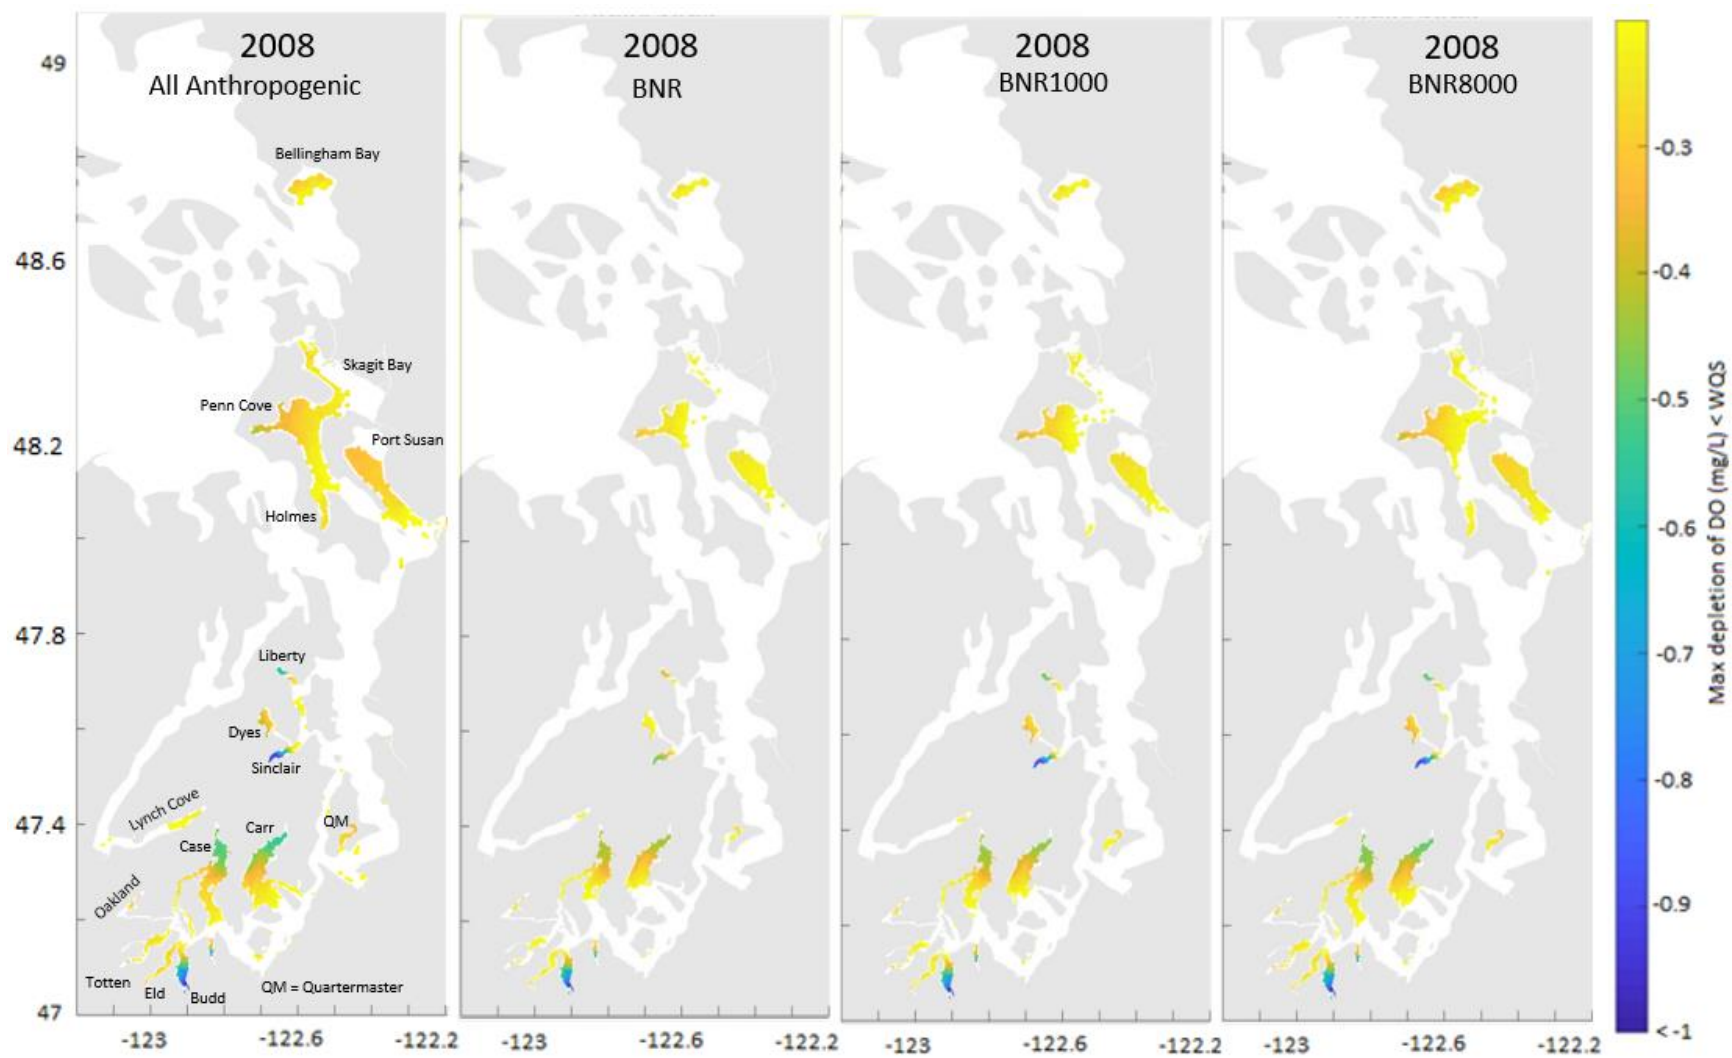 2008
All Anthropogenic
2008
BNR
2008
BNR1000
2008
BNR8000
49
48.6
48.2
47.8
47.4
47
Bellingham Bay
Skagit Bay
Penn Cove
Port Susan
Holmes
Liberty
Dyes
Sinclair
Lynch Cove
Carr
QM
Case
Oakland
Totten
Eld
Budd
QM = Quartermaster
-123
-122.6
-122.2
-123
-122.6
-122.2
-123
-122.6
-122.2
-123
-122.6
-122.2
-0.3
-0.4
-0.5
-0.6
-0.7
-0.8
-0.9
<-1
Max depletion of DO (mg/L) < WQS